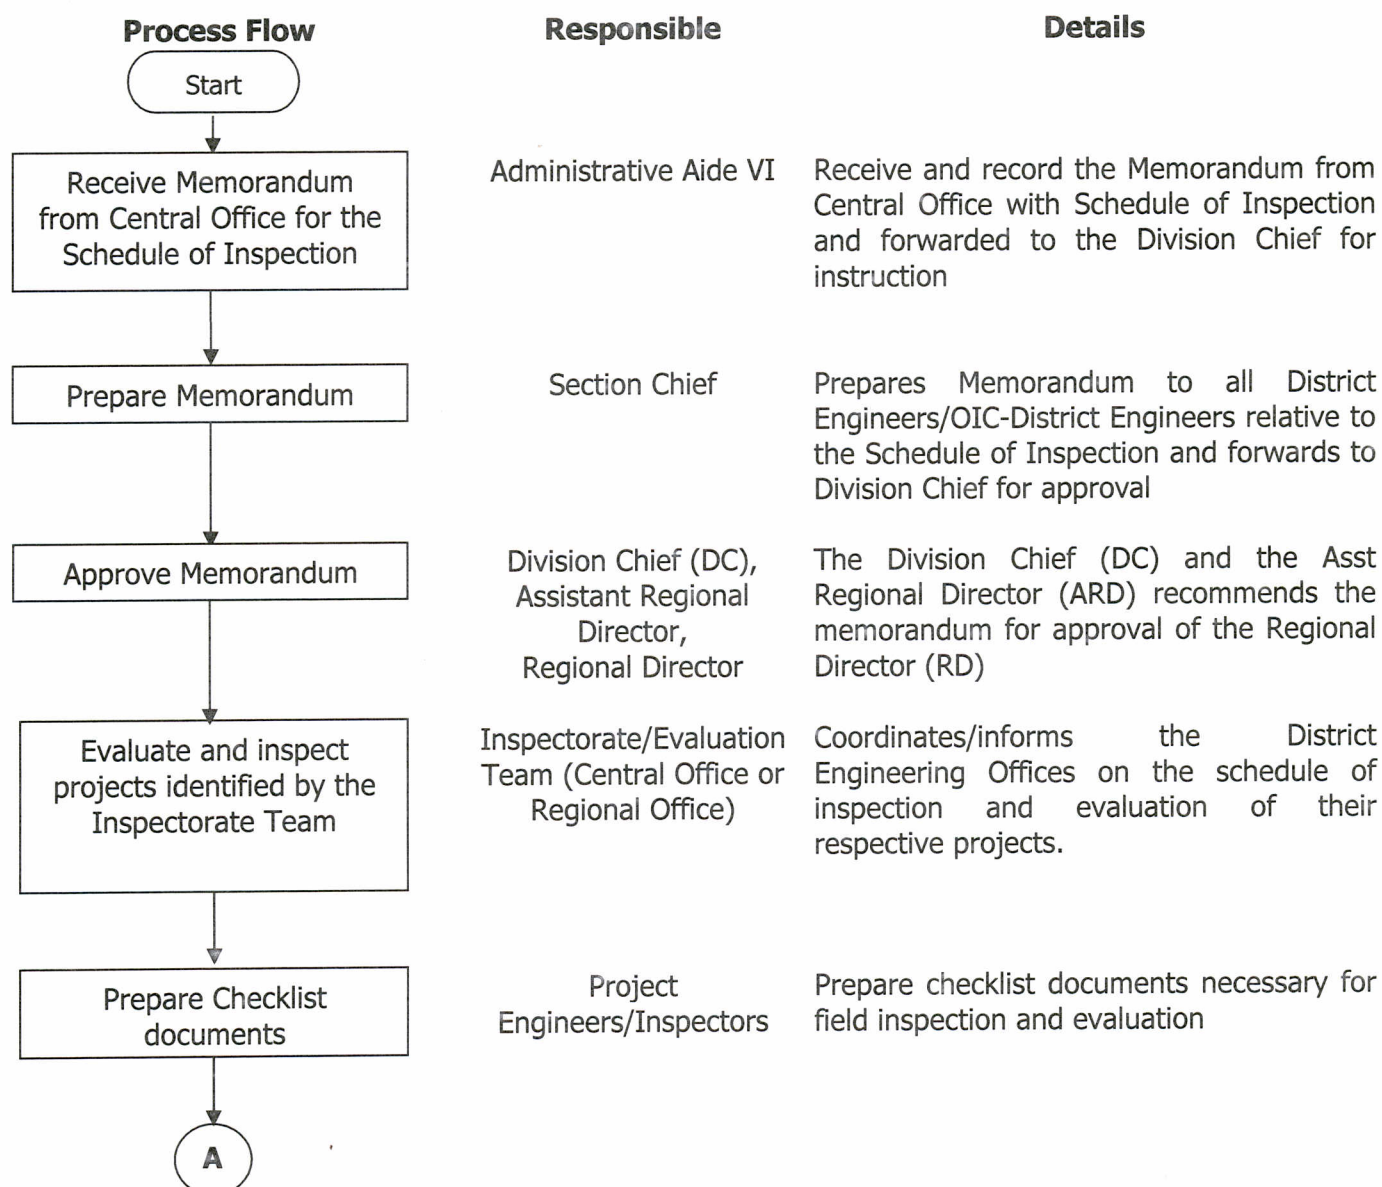 Process Flow
Responsible
Details
Start
Receive Memorandum
from Central Office for the
Schedule of Inspection
Administrative Aide VI
Receive and record the Memorandum from
Central Office with Schedule of Inspection
and forwarded to the Division Chief for
instruction
Prepare Memorandum
Section Chief
Prepares Memorandum to all District
Engineers/OIC-District Engineers relative to
the Schedule of Inspection and forwards to
Division Chief for approval
Approve Memorandum
Division Chief (DC),
Assistant Regional
Director,
Regional Director
The Division Chief (DC) and the Asst
Regional Director (ARD) recommends the
memorandum for approval of the Regional
Director (RD)
Evaluate and inspect
projects identified by the
Inspectorate Team
Inspectorate/Evaluation
Team (Central Office or
Regional Office)
Coordinates/informs the District
Engineering Offices on the schedule of
inspection and evaluation of their
respective projects.
Prepare Checklist
documents
Project
Engineers/Inspectors
Prepare checklist documents necessary for
field inspection and evaluation
A